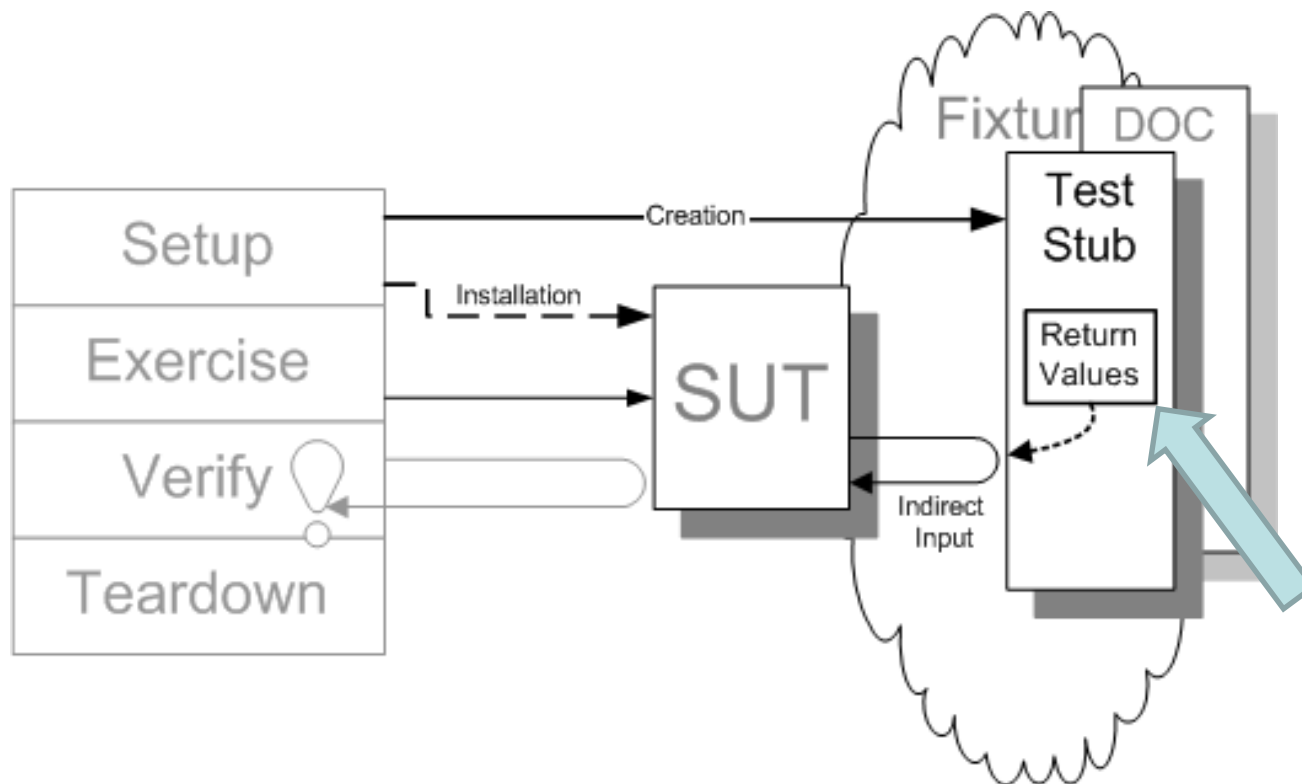 Fixtur
DOC
Test
Stub
Setup
Creation
Installation
Return
Values
Exercise
SUT
Verify
Indirect
Input
Teardown